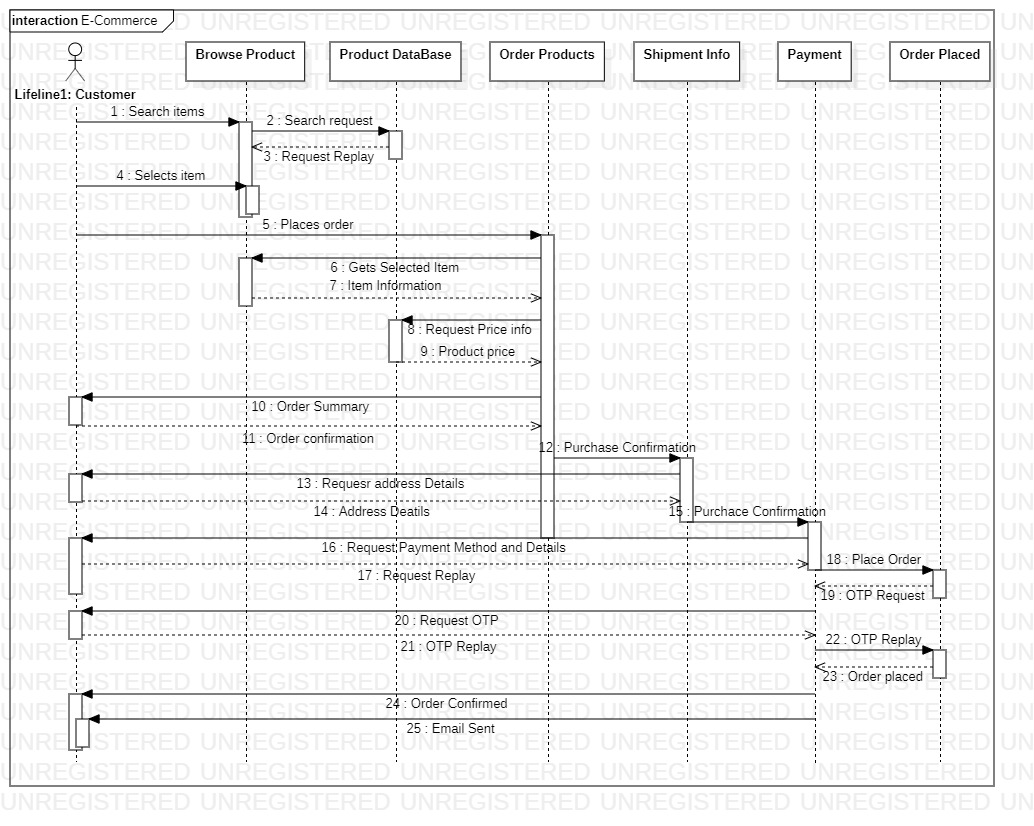 interaction E-Commerce
Browse Product
Product DataBase
Order Products
Shipment Info
Payment
Order Placed
Lifeline1: Customer
1 : Search items
2 : Search request
3 : Request Replay
4 : Selects item
5 : Places order
6 : Gets Selected Item
7 : Item Information
8 : Request Price info
9 : Product price
10 : Order Summary
11 : Order confirmation
12 : Purchase Confirmation
13 : Requesr address Details
14 : Address Deatils
15 : Purchace Confirmation
16 : Request Payment Method and Details
17 : Request Replay
18 : Place Order
19 : OTP Request
20 : Request OTP
21 : OTP Replay
22 : OTP Replay
23 : Order placed
24 : Order Confirmed
25 : Email Sent
UNREGISTERED UNREGISTERED UNREGISTERED UNREGISTERED UNREGISTERED UN